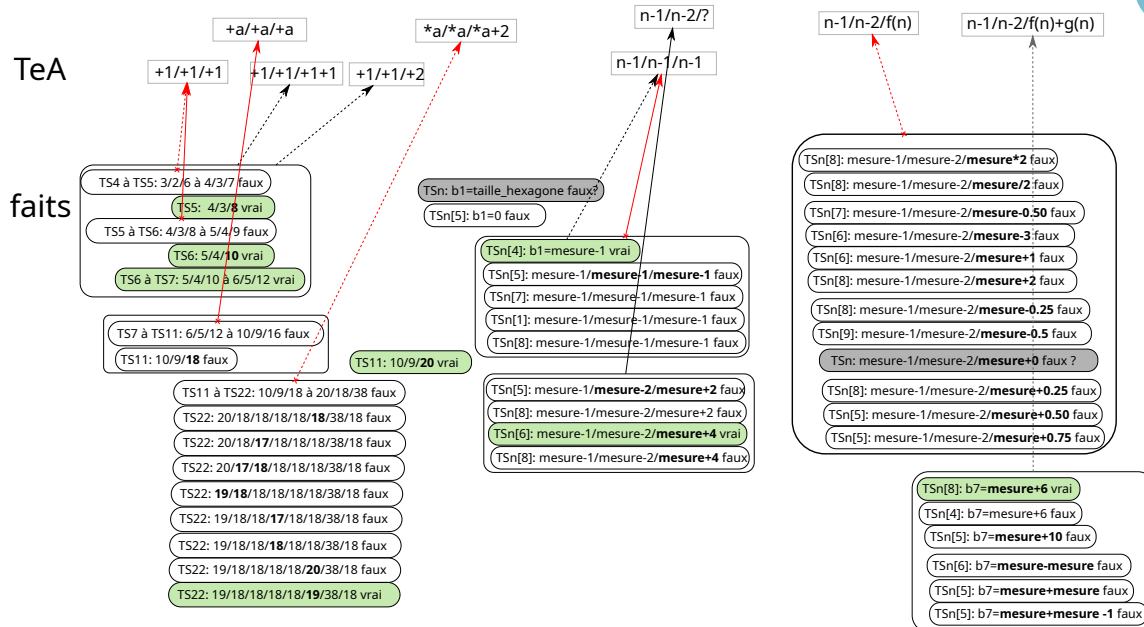 n-1/n-2/?
n-1/n-2/f(n)
n-1/n-2/f(n)+g(n)
+a/+a/+a
*a/*a/*a+2
TeA
+1/+1/+1
+1/+1/+1+1
+1/+1/+2
n-1/n-1/n-1
faits
TS4 à TS5: 3/2/6 à 4/3/7 faux
TS5: 4/3/8 vrai
TS5 à TS6: 4/3/8 à 5/4/9 faux
TS6: 5/4/10 vrai
TS6 à TS7: 5/4/10 à 6/5/12 vrai
TS7 à TS11: 6/5/12 à 10/9/16 faux
TS11: 10/9/18 faux
TS11: 10/9/20 vrai
TS11 à TS22: 10/9/18 à 20/18/38 faux
TS22: 20/18/18/18/18/18/38/18 faux
TS22: 20/18/17/18/18/18/38/18 faux
TS22: 20/17/18/18/18/18/38/18 faux
TS22: 19/18/18/18/18/18/38/18 faux
TS22: 19/18/18/17/18/18/38/18 faux
TS22: 19/18/18/18/18/18/38/18 faux
TS22: 19/18/18/18/18/20/38/18 faux
TS22: 19/18/18/18/18/19/38/18 vrai
TSn: b1=taille_hexagone faux?
TSn[5]: b1=0 faux
TSn[4]: b1=mesure-1 vrai
TSn[5]: mesure-1/mesure-1/mesure-1 faux
TSn[7]: mesure-1/mesure-1/mesure-1 faux
TSn[1]: mesure-1/mesure-1/mesure-1 faux
TSn[8]: mesure-1/mesure-1/mesure-1 faux
TSn[5]: mesure-1/mesure-2/mesure+2 faux
TSn[8]: mesure-1/mesure-2/mesure+2 faux
TSn[6]: mesure-1/mesure-2/mesure+4 vrai
TSn[8]: mesure-1/mesure-2/mesure+4 faux
TSn[8]: mesure-1/mesure-2/mesure*2 faux
TSn[8]: mesure-1/mesure-2/mesure/2 faux
TSn[7]: mesure-1/mesure-2/mesure-0.50 faux
TSn[6]: mesure-1/mesure-2/mesure-3 faux
TSn[6]: mesure-1/mesure-2/mesure+1 faux
TSn[8]: mesure-1/mesure-2/mesure+2 faux
TSn[8]: mesure-1/mesure-2/mesure-0.25 faux
TSn[9]: mesure-1/mesure-2/mesure-0.5 faux
TSn: mesure-1/mesure-2/mesure+0 faux ?
TSn[8]: mesure-1/mesure-2/mesure+0.25 faux
TSn[5]: mesure-1/mesure-2/mesure+0.50 faux
TSn[5]: mesure-1/mesure-2/mesure+0.75 faux
TSn[8]: b7=mesure+6 vrai
TSn[4]: b7=mesure+6 faux
TSn[5]: b7=mesure+10 faux
TSn[6]: b7=mesure-mesure faux
TSn[5]: b7=mesure+mesure faux
TSn[5]: b7=mesure+mesure -1 faux